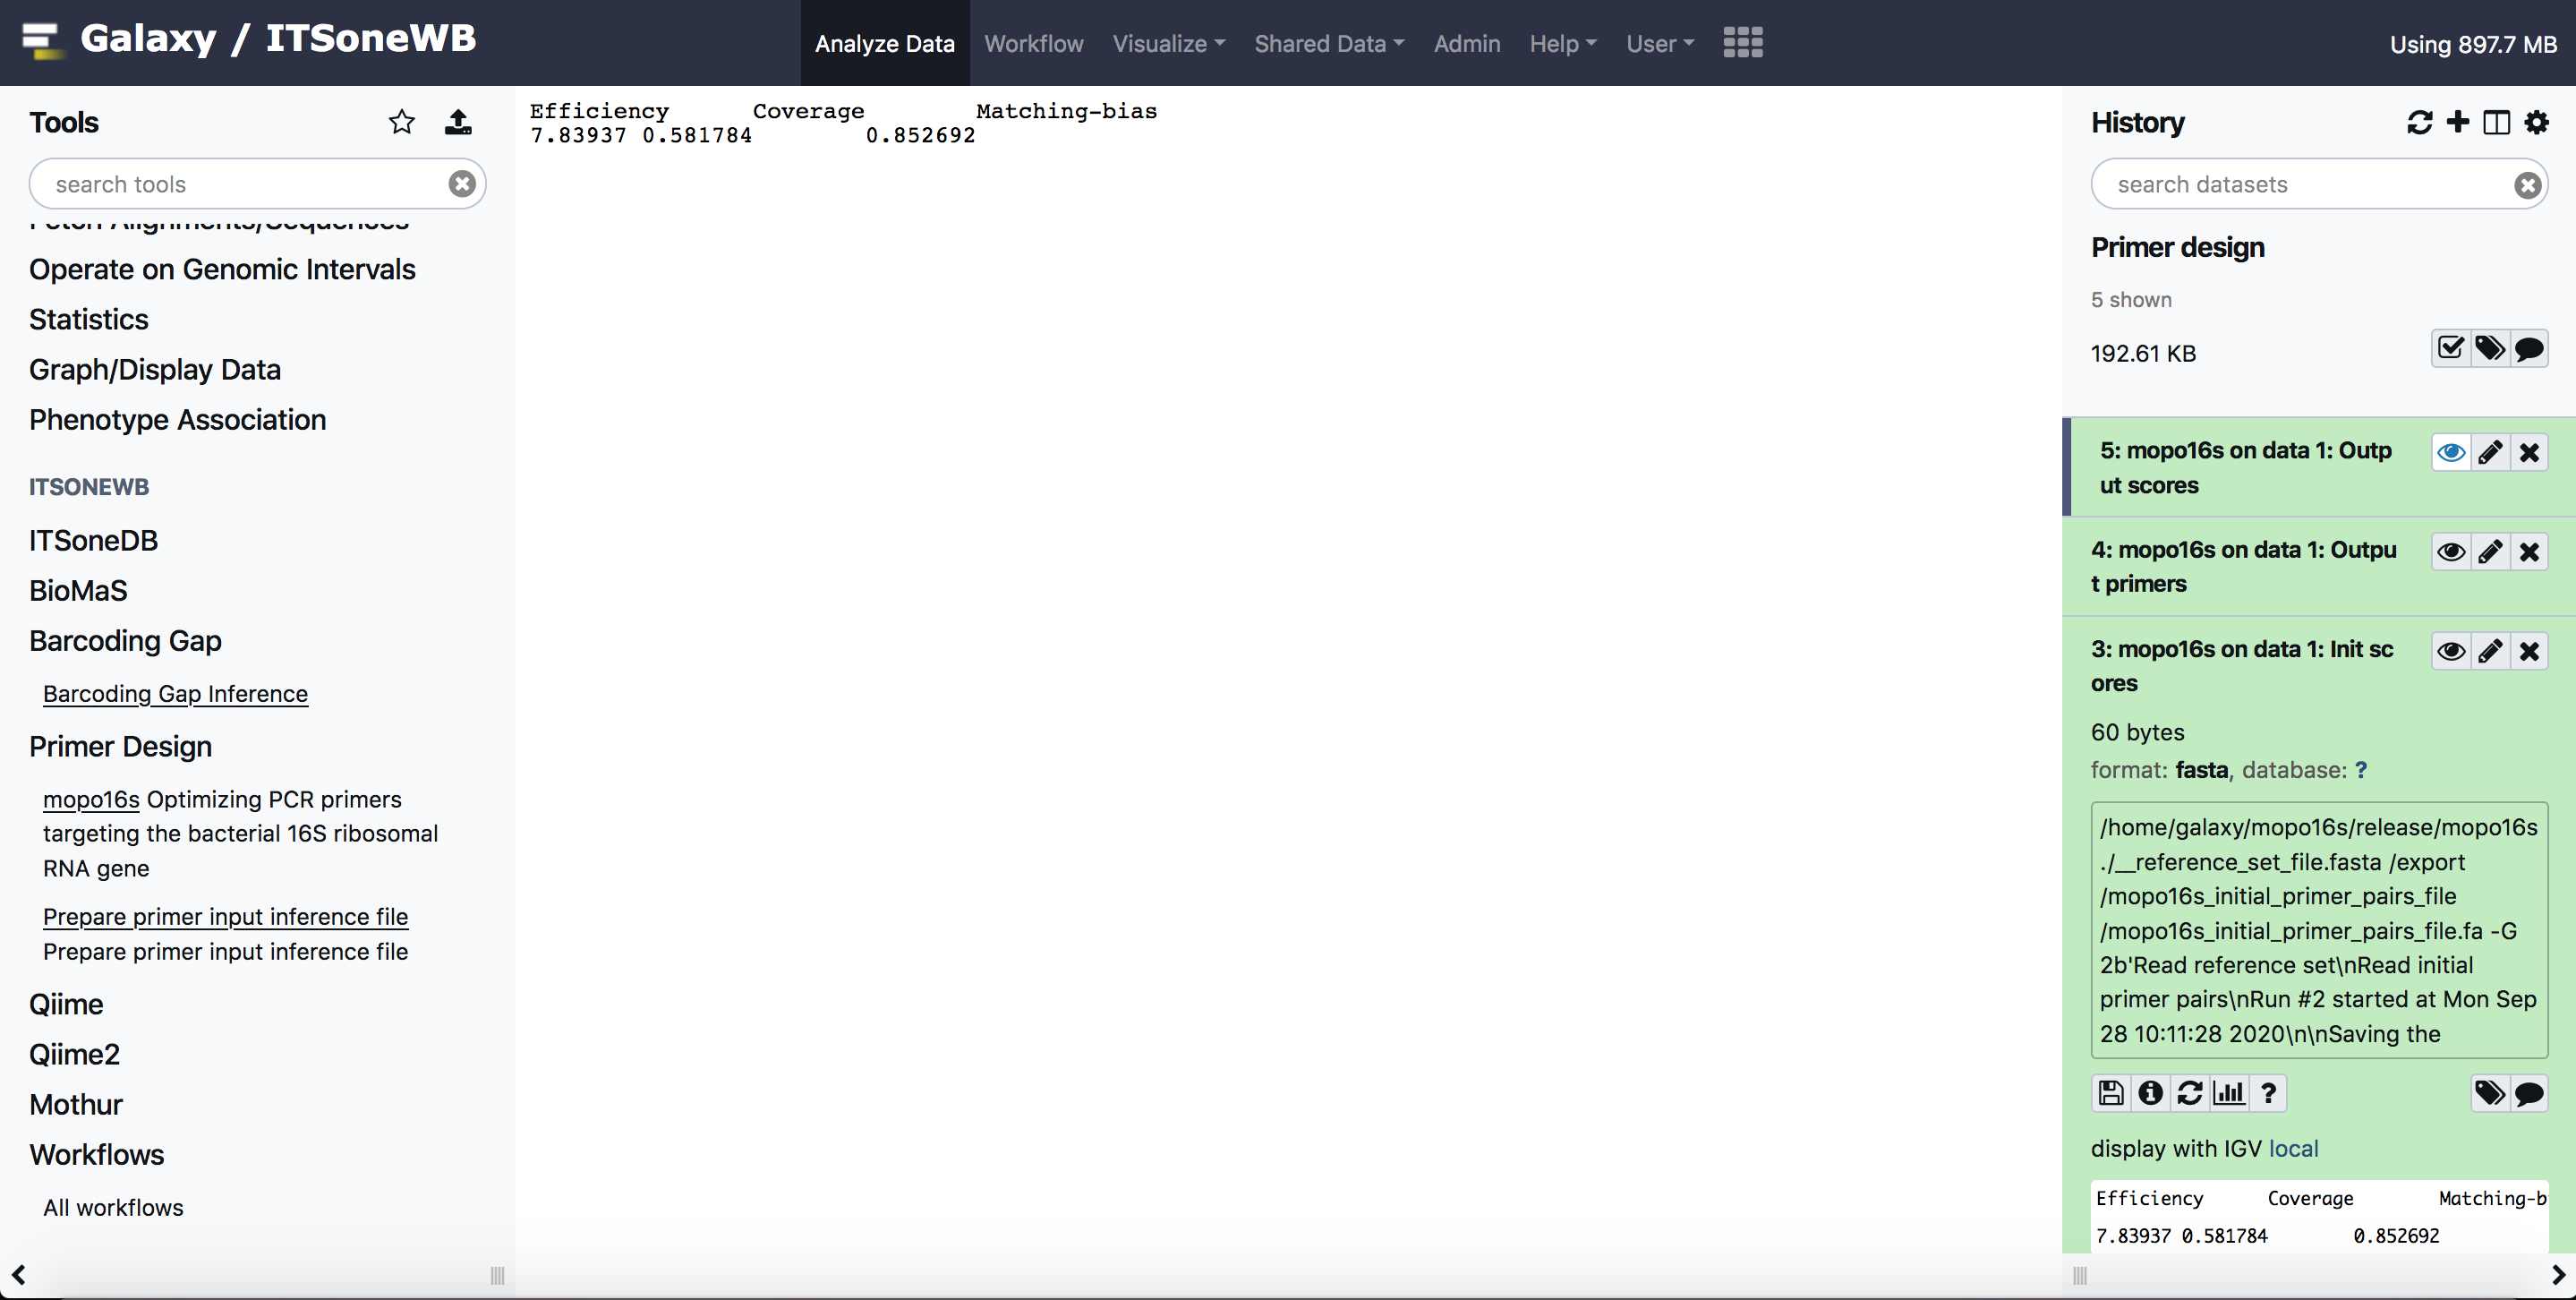 Galaxy / ITSoneWB
Analyze Data Workflow Visualize Shared Data Admin Help User
Using 897.7 MB
Tools
search tools
Fetch Alignments/Sequences
Operate on Genomic Intervals
Statistics
Graph/Display Data
Phenotype Association
ITSONEWB
ITSoneDB
BioMaS
Barcoding Gap
Barcoding Gap Inference
Primer Design
mopo16s Optimizing PCR primers
targeting the bacterial 16S ribosomal
RNA gene
Prepare primer input inference file
Prepare primer input inference file
Qiime
Qiime2
Mothur
Workflows
All workflows
Efficiency Coverage Matching-bias
7.83937 0.581784 0.852692
History
search datasets
Primer design
5 shown
192.61 KB
5: mopo16s on data 1: Outp
ut scores
4: mopo16s on data 1: Outpu
t primers
3: mopo16s on data 1: Init sc
ores
60 bytes
format: fasta, database: ?
/home/galaxy/mopo16s/release/mopo16s
./__reference_set_file.fasta /export
/mopo16s_initial_primer_pairs_file
/mopo16s_initial_primer_pairs_file.fa -G
2b'Read reference set\nRead initial
primer pairs\nRun #2 started at Mon Sep
28 10:11:28 2020\n\nSaving the
?
display with IGV local
Efficiency Coverage Matching-b
7.83937 0.581784 0.852692